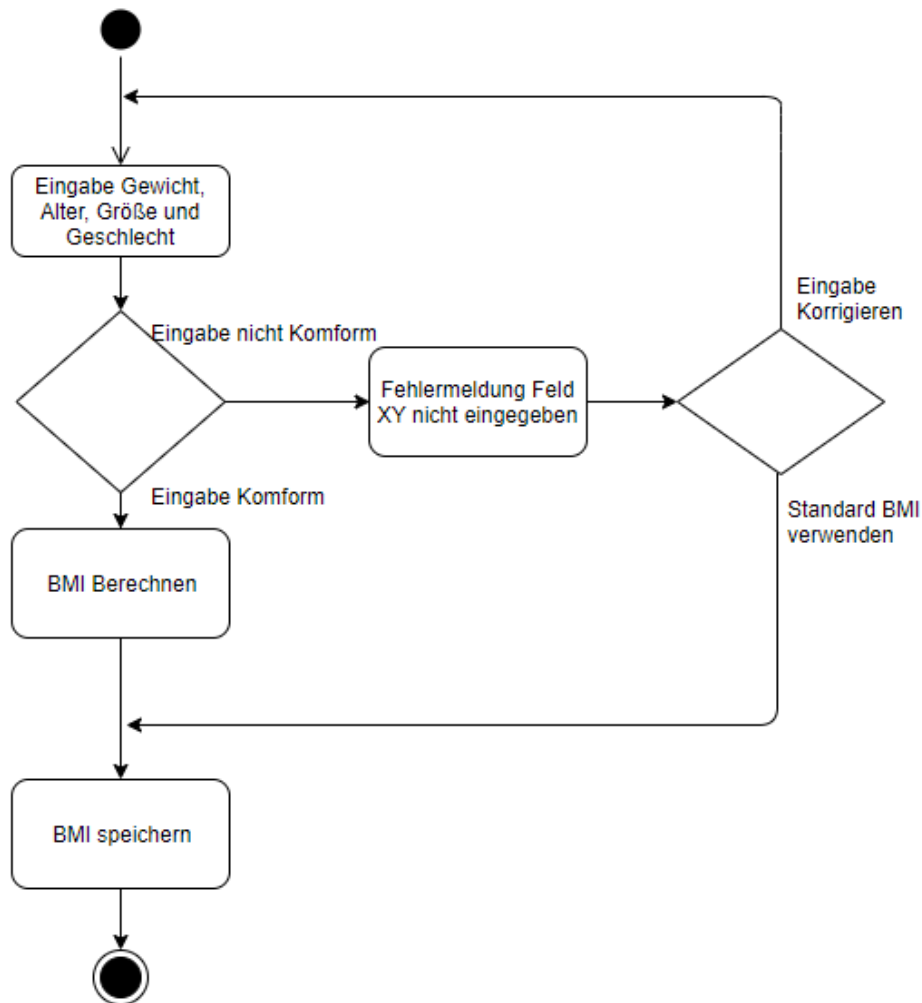 Eingabe Gewicht,
Alter, Größe und
Geschlecht
Eingabe
Korrigieren
Eingabe nicht Komform
Fehlermeldung Feld
XY nicht eingegeben
Eingabe Komform
Standard BMI
verwenden
BMI Berechnen
BMI speichern